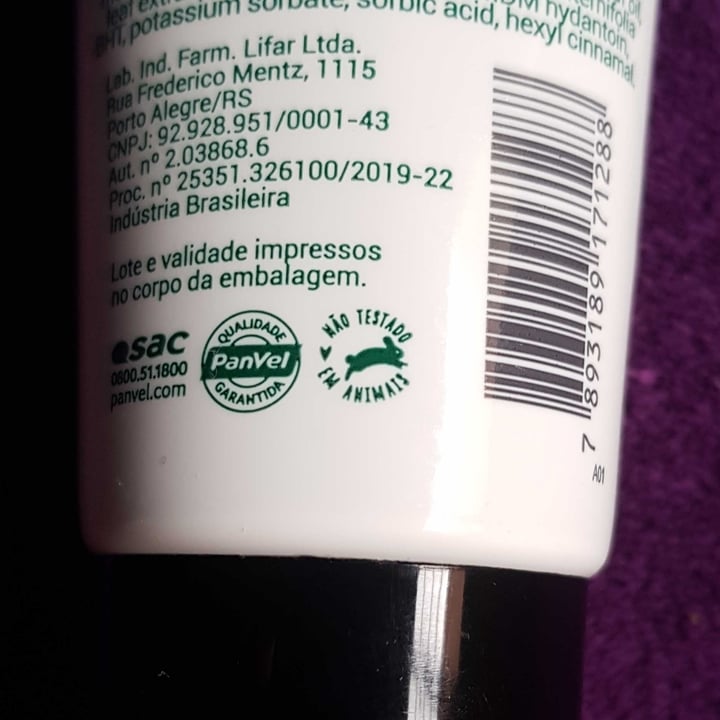 leaf
BHT, potassium sorbate, sorbic acid, hexyl cinnamal,
DM hydantoin,
Lab. Ind. Farm. Lifar Ltda.
Rua Frederico Mentz, 1115
Porto Alegre/RS
CNPJ: 92.928.951/0001-43
Aut. nº 2.03868.6
Proc. nº 25351.326100/2019-22
Indústria Brasileira
Lote e validade impressos
no corpo da embalagem.
sac
0800.51.1800
panvel.com
QUALIDADE
PanVel
GARANTIDA
NÃO TESTADO
EM ANIMAIS
7 893189 171288
A01